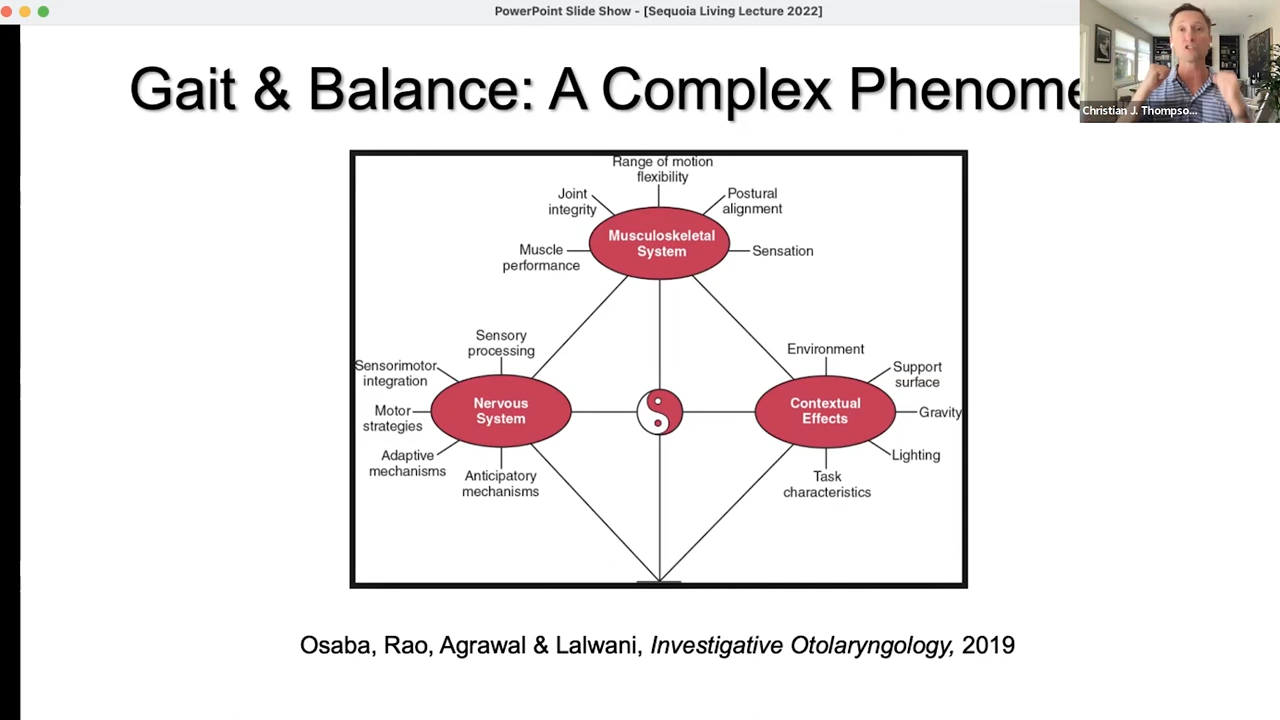 PowerPoint Slide Show - [Sequoia Living Lecture 2022]
Gait & Balance: A Complex Phenome
Christian J. Thompso...
Range of motion
flexibility
Joint
integrity
Postural
alignment
Muscle
performance
Musculoskeletal
System
Sensation
Sensory
processing
Sensorimotor
integration
Motor
strategies
Adaptive
mechanisms
Anticipatory
mechanisms
Nervous
System
Environment
Support
surface
Gravity
Lighting
Task
characteristics
Contextual
Effects
Osaba, Rao, Agrawal & Lalwani, Investigative Otolaryngology, 2019